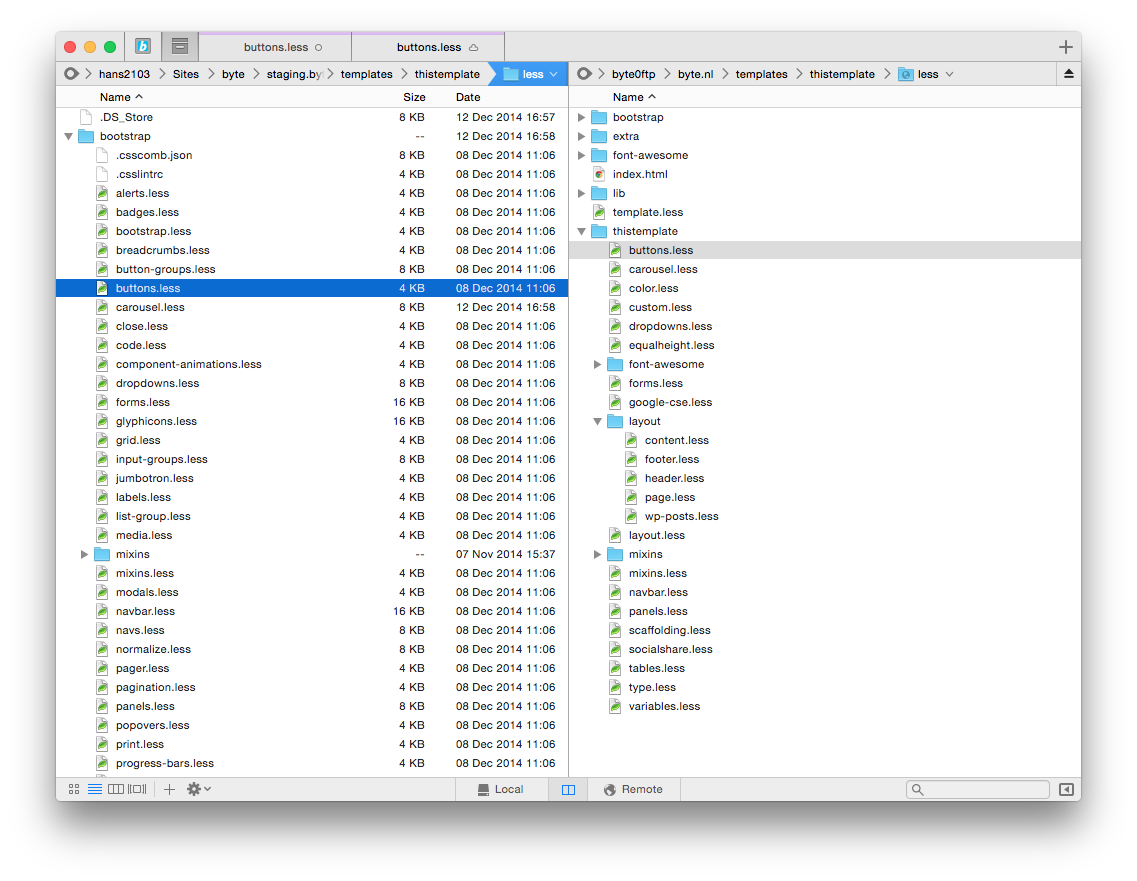 buttons.less
buttons.less
hans2103 Sites byte staging.by templates thistemplate less
byte0ftp byte.nl templates thistemplate less
Name Size Date
.DS_Store 8 KB 12 Dec 2014 16:57
bootstrap -- 12 Dec 2014 16:58
.csscomb.json 8 KB 08 Dec 2014 11:06
.csslintrc 4 KB 08 Dec 2014 11:06
alerts.less 4 KB 08 Dec 2014 11:06
badges.less 4 KB 08 Dec 2014 11:06
bootstrap.less 4 KB 08 Dec 2014 11:06
breadcrumbs.less 4 KB 08 Dec 2014 11:06
button-groups.less 8 KB 08 Dec 2014 11:06
buttons.less 4 KB 08 Dec 2014 11:06
carousel.less 8 KB 12 Dec 2014 16:58
close.less 4 KB 08 Dec 2014 11:06
code.less 4 KB 08 Dec 2014 11:06
component-animations.less 4 KB 08 Dec 2014 11:06
dropdowns.less 8 KB 08 Dec 2014 11:06
forms.less 16 KB 08 Dec 2014 11:06
glyphicons.less 16 KB 08 Dec 2014 11:06
grid.less 4 KB 08 Dec 2014 11:06
input-groups.less 8 KB 08 Dec 2014 11:06
jumbotron.less 4 KB 08 Dec 2014 11:06
labels.less 4 KB 08 Dec 2014 11:06
list-group.less 4 KB 08 Dec 2014 11:06
media.less 4 KB 08 Dec 2014 11:06
mixins -- 07 Nov 2014 15:37
mixins.less 4 KB 08 Dec 2014 11:06
modals.less 4 KB 08 Dec 2014 11:06
navbar.less 16 KB 08 Dec 2014 11:06
navs.less 8 KB 08 Dec 2014 11:06
normalize.less 8 KB 08 Dec 2014 11:06
pager.less 4 KB 08 Dec 2014 11:06
pagination.less 4 KB 08 Dec 2014 11:06
panels.less 8 KB 08 Dec 2014 11:06
popovers.less 4 KB 08 Dec 2014 11:06
print.less 4 KB 08 Dec 2014 11:06
progress-bars.less 4 KB 08 Dec 2014 11:06
Name
bootstrap
extra
font-awesome
index.html
lib
template.less
thistemplate
buttons.less
carousel.less
color.less
custom.less
dropdowns.less
equalheight.less
font-awesome
forms.less
google-cse.less
layout
content.less
footer.less
header.less
page.less
wp-posts.less
layout.less
mixins
mixins.less
navbar.less
panels.less
scaffolding.less
socialshare.less
tables.less
type.less
variables.less
Local
Remote